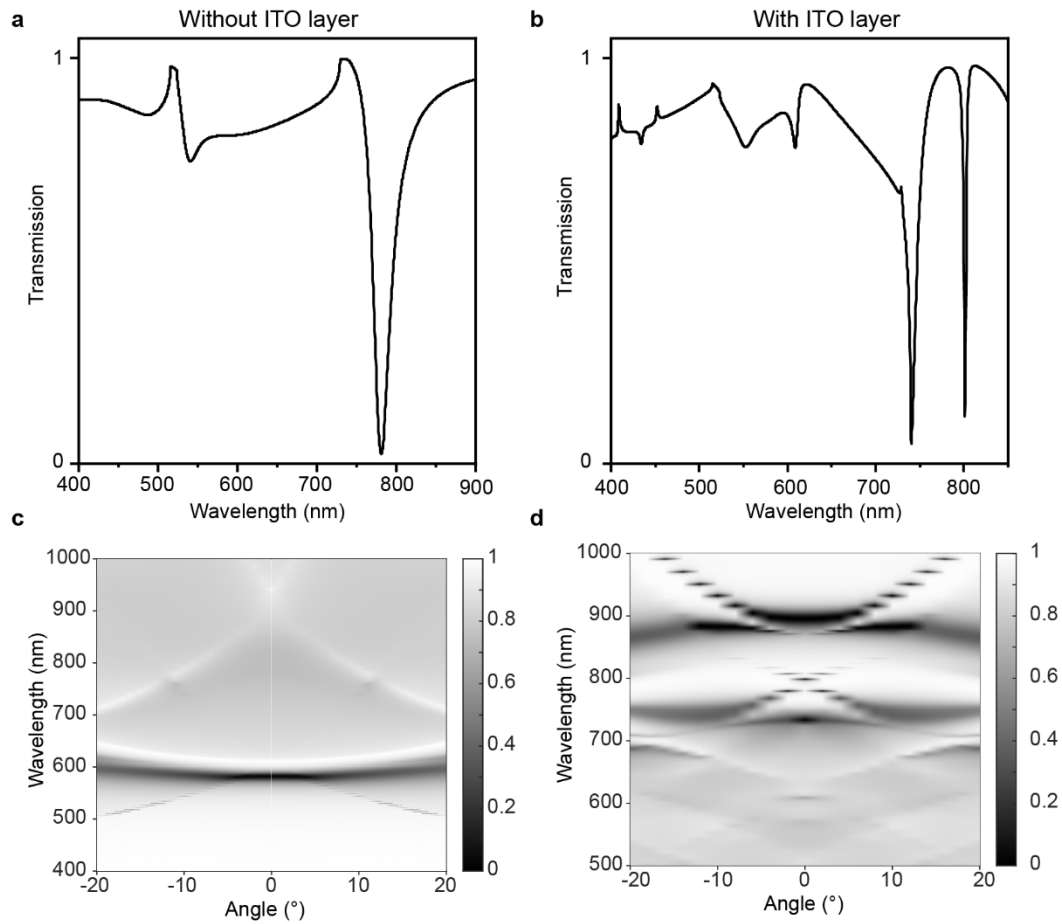 a
Without ITO layer
1
Transmission
0
400 500 600 700 800 900
Wavelength (nm)
b
With ITO layer
1
Transmission
0
400 500 600 700 800
Wavelength (nm)
c
1000
900
800
700
600
500
400
Wavelength (nm)
-20 -10 0 10 20
Angle (°)
1
0.8
0.6
0.4
0.2
0
d
1000
900
800
700
600
500
Wavelength (nm)
-20 -10 0 10 20
Angle (°)
1
0.8
0.6
0.4
0.2
0